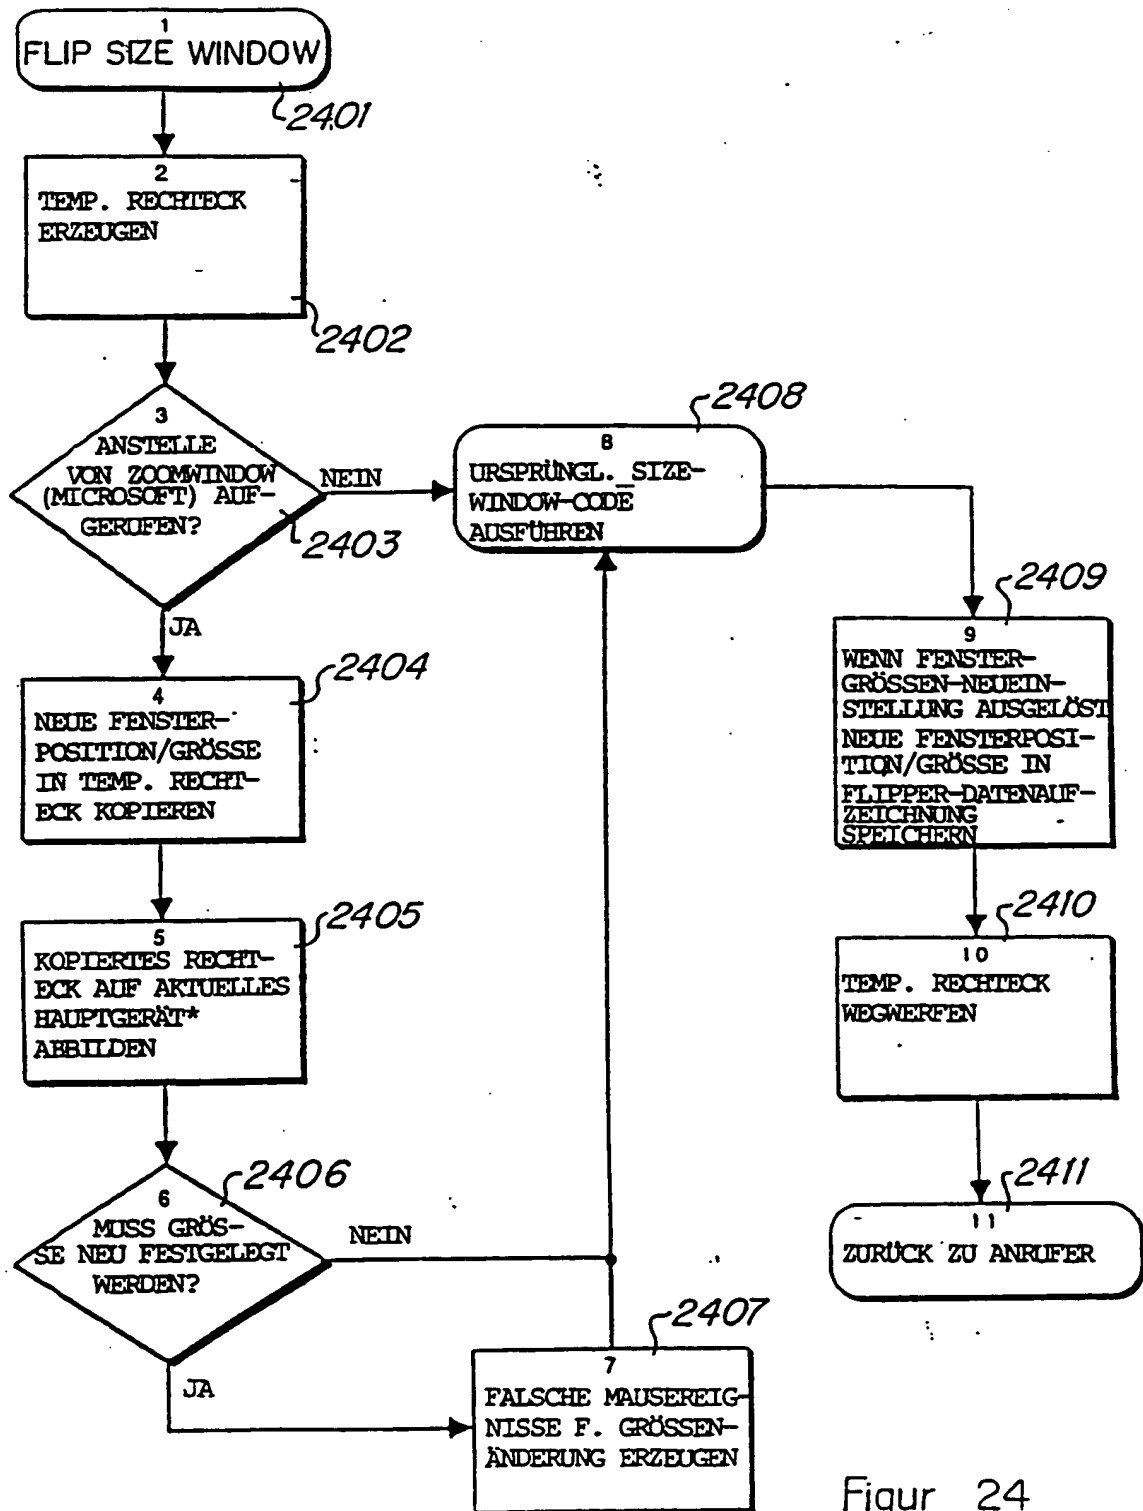 1
FLIP SIZE WINDOW
2401
2
TEMP. RECHTECK
ERZEUGEN
2402
3
ANSTELLE
VON ZOOMWINDOW
(MICROSOFT) AUF-
GERUFEN?
2403
NEIN
JA
2404
4
NEUE FENSTER-
POSITION/GRÖSSE
IN TEMP. RECHT-
ECK KOPIEREN
2405
5
KOPIERTES RECHT-
ECK AUF AKTUELLES
HAUPTGERÄT*
ABBILDEN
2406
6
MUSS GRÖS-
SE NEU FESTGELEGT
WERDEN?
NEIN
JA
2407
7
FALSCHE MAUSEREIG-
NISSE F. GRÖSSEN-
ÄNDERUNG ERZEUGEN
2408
8
URSPRÜNGL. SIZE-
WINDOW-CODE
AUSFÜHREN
2409
9
WENN FENSTER-
GRÖSSEN-NEUEIN-
STELLUNG AUSGELÖST
NEUE FENSTERPOSI-
TION/GRÖSSE IN
FLIPPER-DATENAUF-
ZEICHNUNG
SPEICHERN
2410
10
TEMP. RECHTECK
WEGWERFEN
2411
11
ZURÜCK ZU ANRUFER
Figur 24